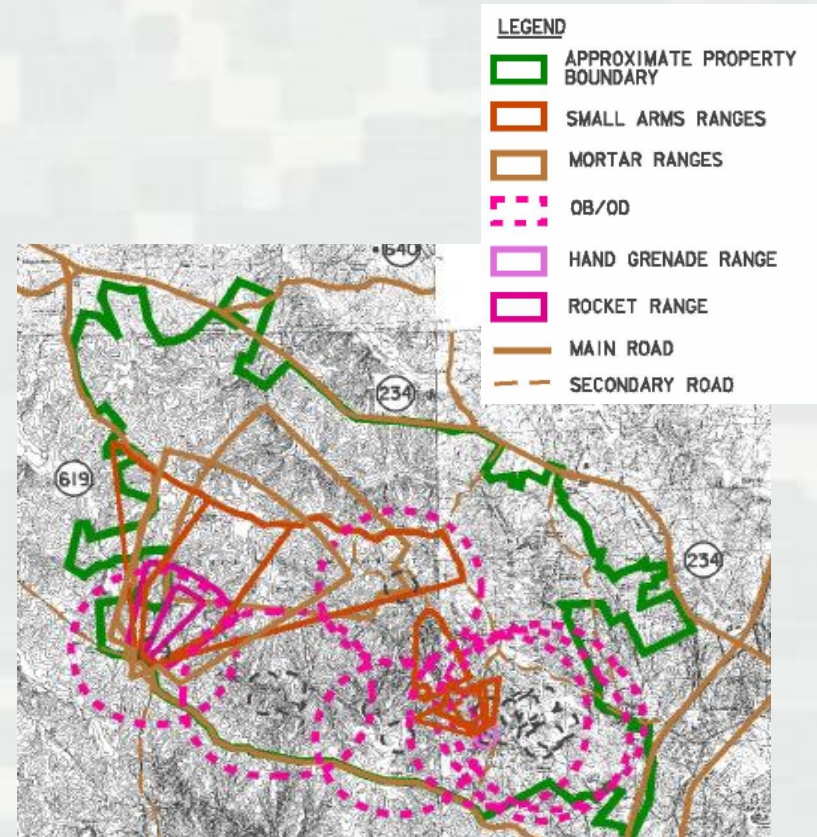 LEGEND
APPROXIMATE PROPERTY
BOUNDARY
SMALL ARMS RANGES
MORTAR RANGES
OB/OD
HAND GRENADE RANGE
ROCKET RANGE
MAIN ROAD
SECONDARY ROAD
640
234
619
234